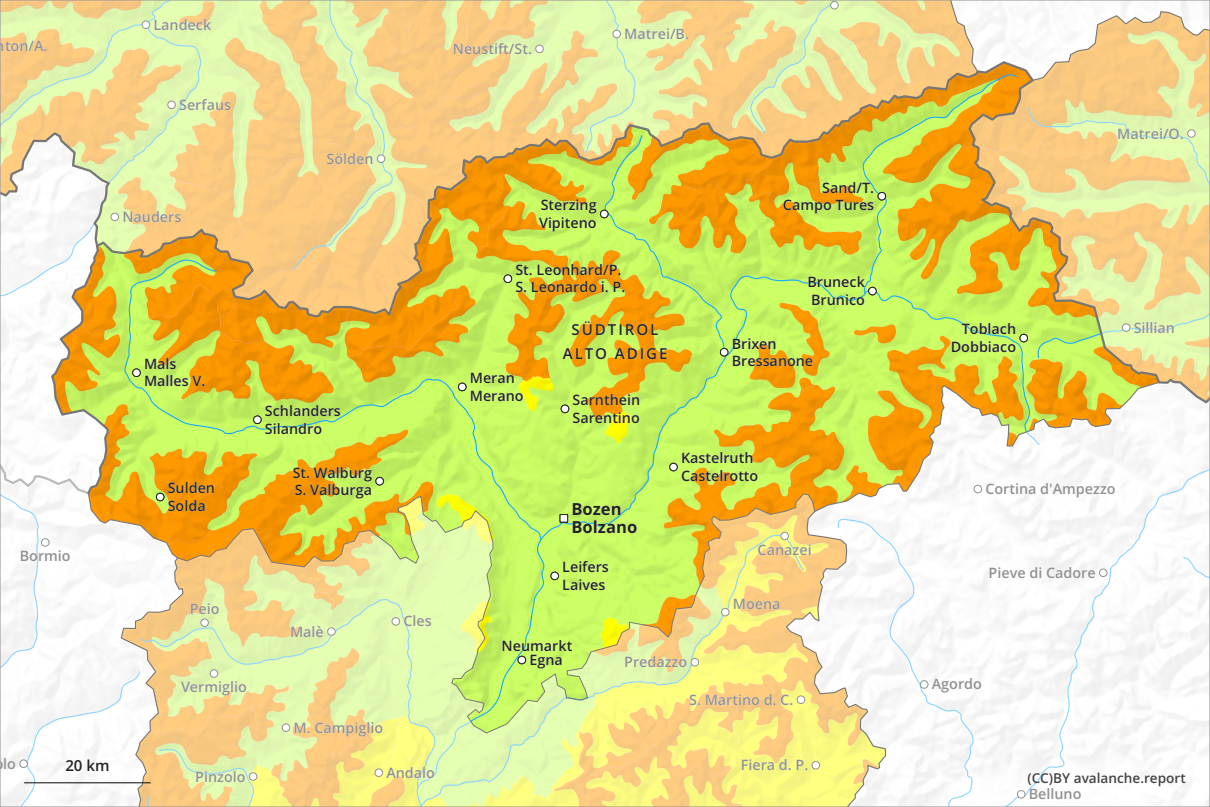 Landeck
nton/A.
Neustift/St.
Matrei/B.
Serfaus
Matrei/O.
Sölden
Nauders
Sand/T.
Campo Tures
Sterzing
Vipiteno
St. Leonhard/P.
S. Leonardo i. P.
Bruneck
Brunico
SÜDTIROL
ALTO ADIGE
Toblach
Dobbiaco
Sillian
Brixen
Bressanone
Mals
Malles V.
Meran
Merano
Sarnthein
Sarentino
Schlanders
Silandro
Kastelruth
Castelrotto
St. Walburg
S. Valburga
Sulden
Solda
Cortina d'Ampezzo
Bozen
Bolzano
Bormio
Canazei
Leifers
Laives
Pieve di Cadore
Peio
Moena
Malè
Cles
Neumarkt
Egna
Predazzo
Vermiglio
Agordo
S. Martino d. C.
M. Campiglio
20 km
olo
Pinzolo
Andalo
Fiera d. P.
(CC)BY avalanche.report
Belluno